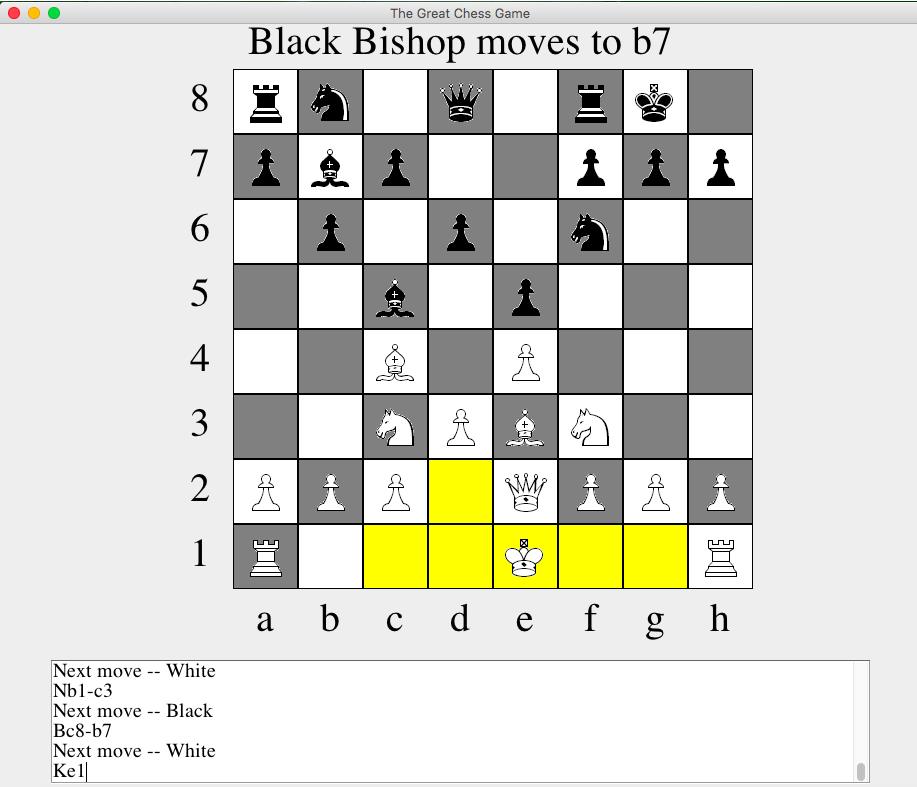 The Great Chess Game
Black Bishop moves to b7
8
7
6
5
4
3
2
1
a b c d e f g h
Next move -- White
Nb1-c3
Next move -- Black
Bc8-b7
Next move -- White
Ke1